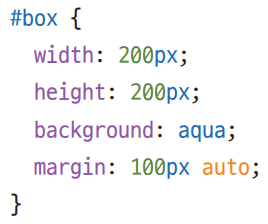 #box {
  width: 200px;
  height: 200px;
  background: aqua;
  margin: 100px auto;
}